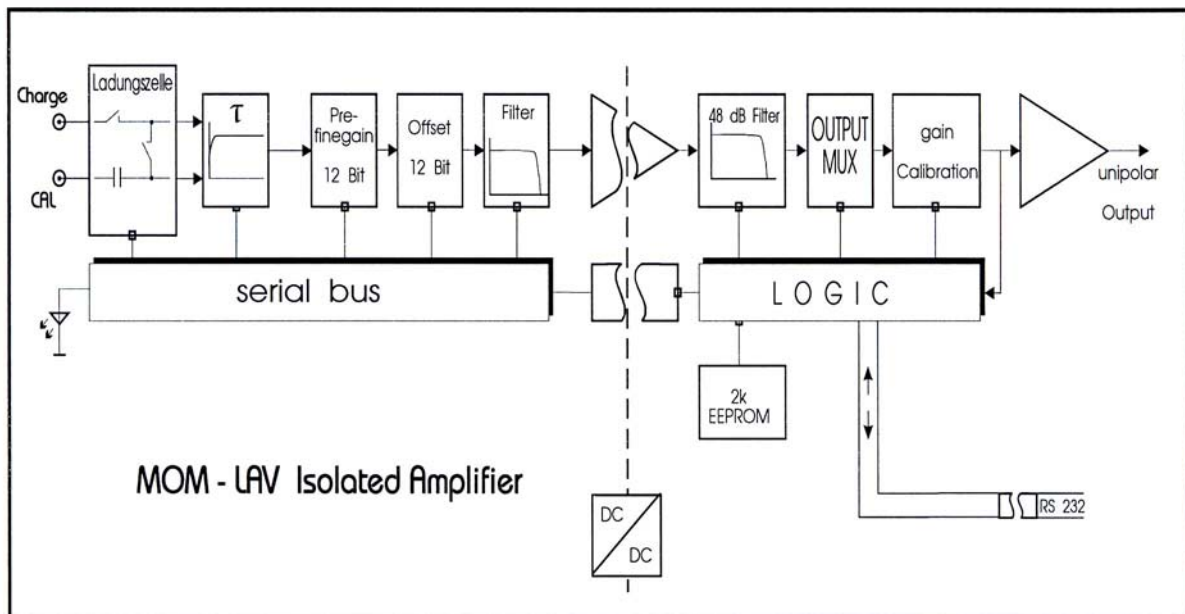 Ladungszelle
Charge
CAL
τ
Pre-
finegain
12 Bit
Offset
12 Bit
Filter
48 dB Filter
OUTPUT
MUX
gain
Calibration
unipolar
Output
serial bus
LOGIC
2k
EEPROM
MOM - LAV Isolated Amplifier
DC
DC
RS 232